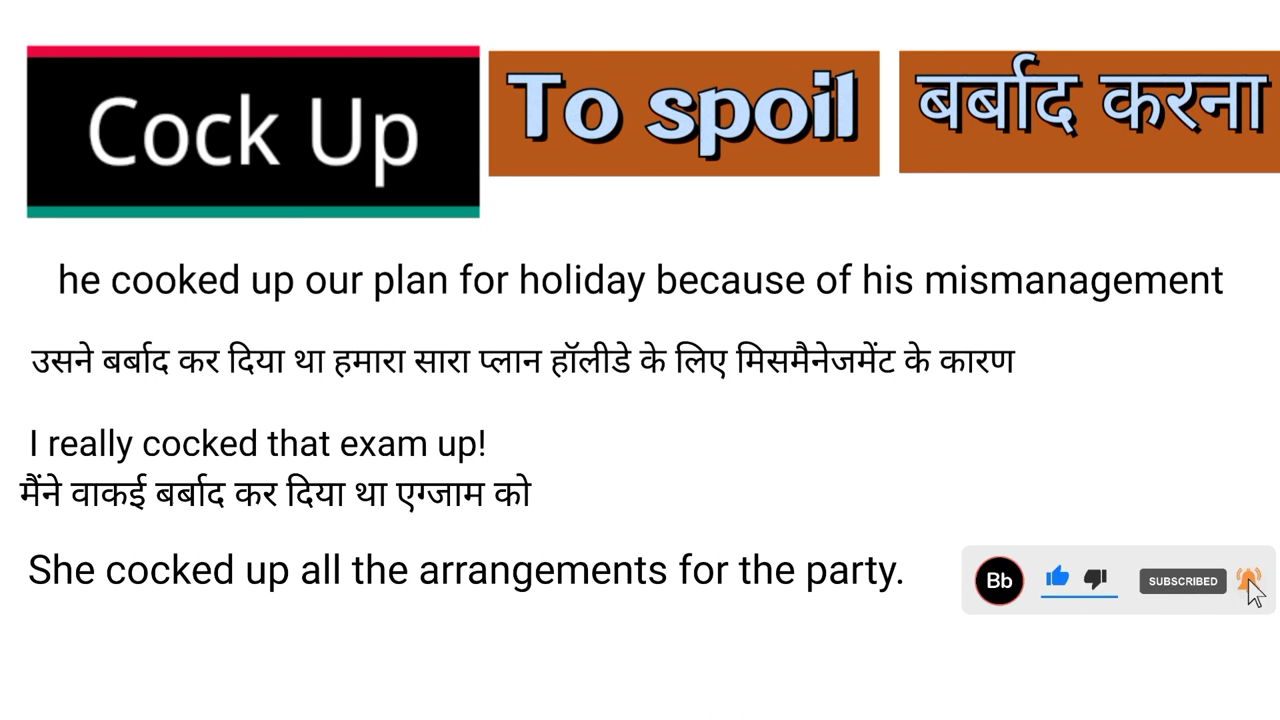 Cock Up
To spoil
बर्बाद करना
he cooked up our plan for holiday because of his mismanagement
उसने बर्बाद कर दिया था हमारा सारा प्लान हॉलीडे के लिए मिसमैनेजमेंट के कारण
I really cocked that exam up!
मैंने वाकई बर्बाद कर दिया था एग्जाम को
She cocked up all the arrangements for the party.
Bb
SUBSCRIBED